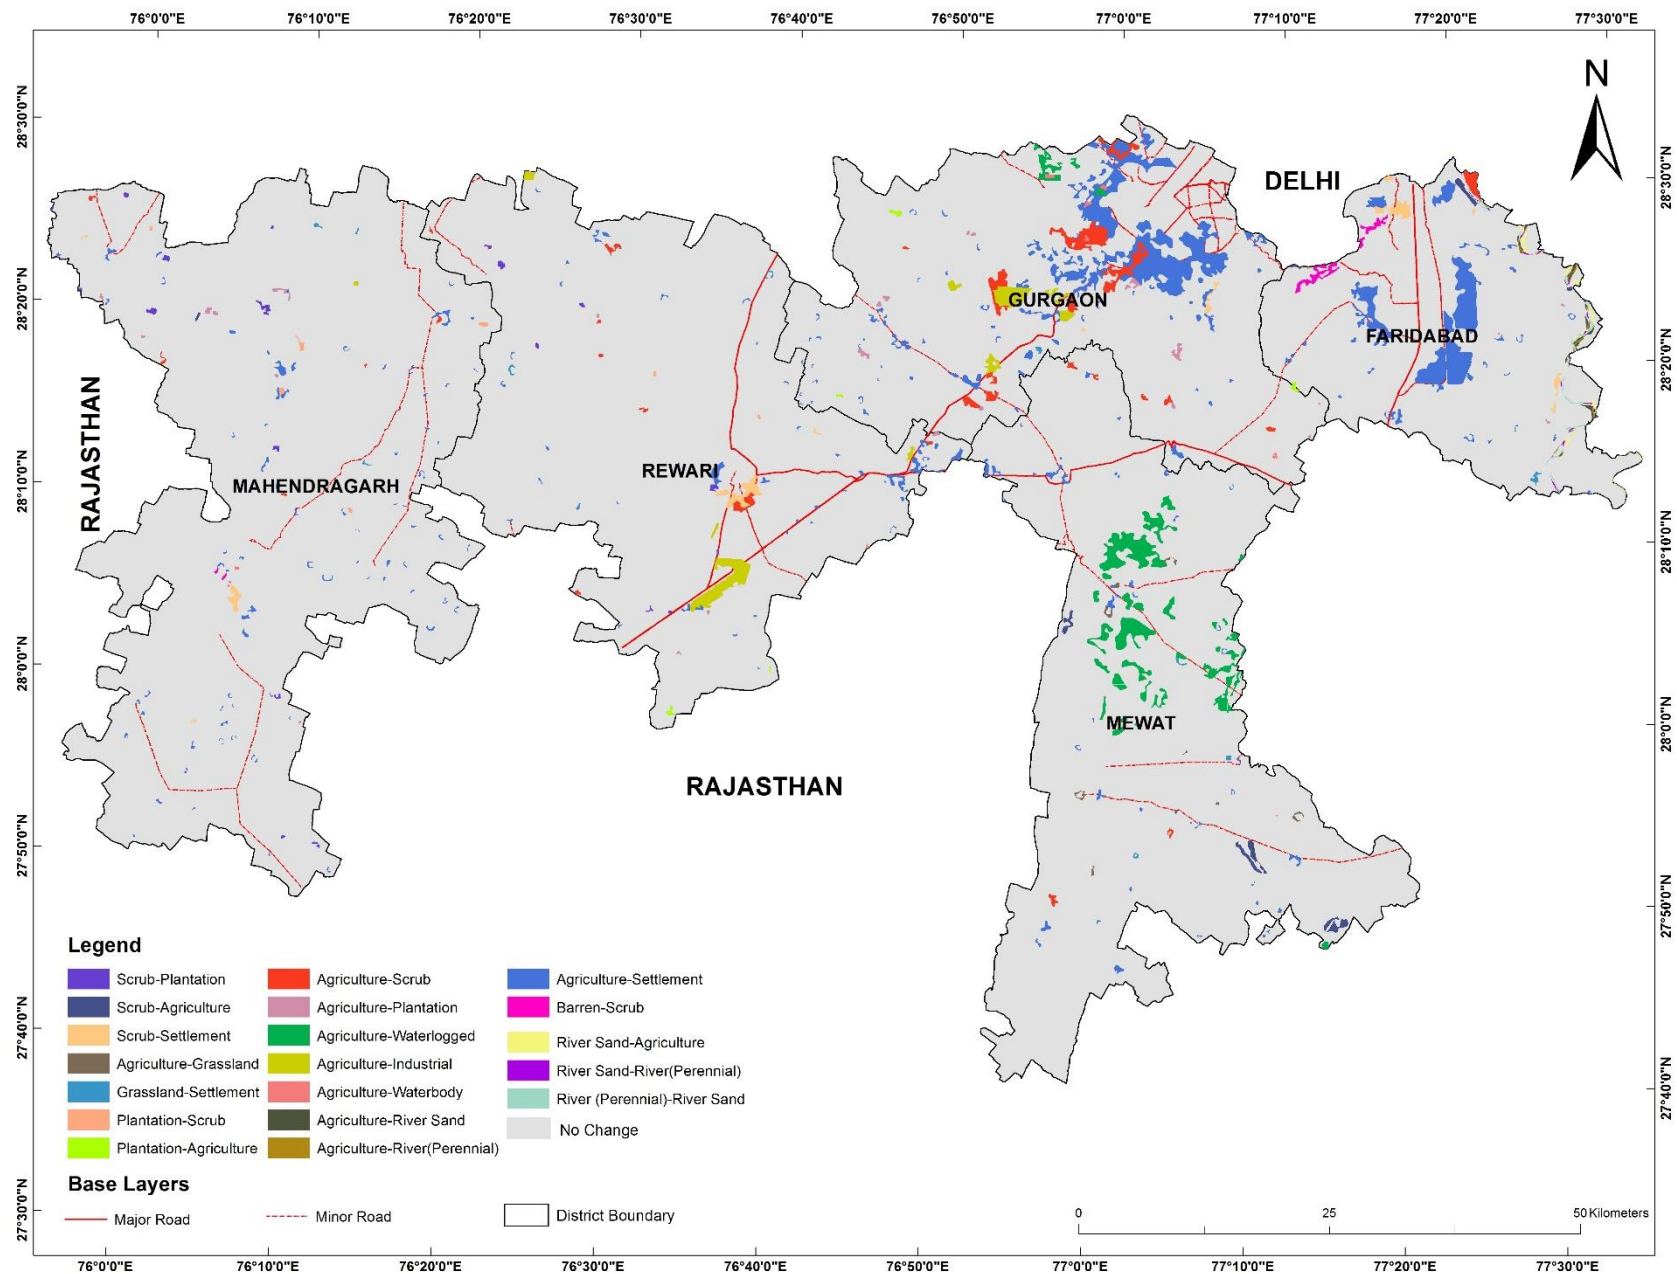 76°0'0"E 76°10'0"E 76°20'0"E 76°30'0"E 76°40'0"E 76°50'0"E 77°0'0"E 77°10'0"E 77°20'0"E 77°30'0"E
N
28°30'0"N
28°20'0"N
28°10'0"N
28°0'0"N
27°50'0"N
27°40'0"N
27°30'0"N
28°30'0"N
28°20'0"N
28°10'0"N
28°0'0"N
27°50'0"N
27°40'0"N
DELHI
GURGAON
FARIDABAD
RAJASTHAN
REWARI
MAHENDRAGARH
MEWAT
RAJASTHAN
Legend
Scrub-Plantation
Scrub-Agriculture
Scrub-Settlement
Agriculture-Grassland
Grassland-Settlement
Plantation-Scrub
Plantation-Agriculture
Agriculture-Scrub
Agriculture-Plantation
Agriculture-Waterlogged
Agriculture-Industrial
Agriculture-Waterbody
Agriculture-River Sand
Agriculture-River(Perennial)
Agriculture-Settlement
Barren-Scrub
River Sand-Agriculture
River Sand-River(Perennial)
River (Perennial)-River Sand
No Change
Base Layers
Major Road
Minor Road
District Boundary
0 25 50 Kilometers
76°0'0"E 76°10'0"E 76°20'0"E 76°30'0"E 76°40'0"E 76°50'0"E 77°0'0"E 77°10'0"E 77°20'0"E 77°30'0"E